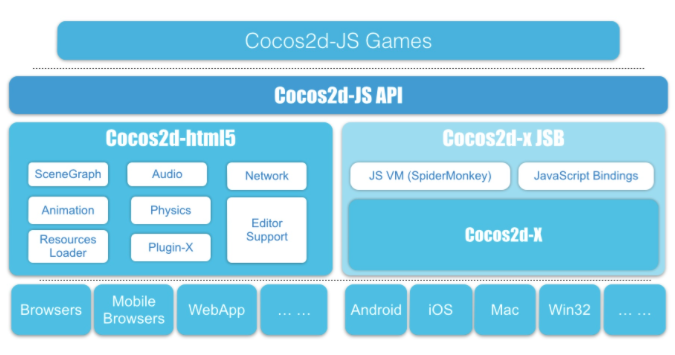 Cocos2d-JS Games
Cocos2d-JS API
Cocos2d-html5
SceneGraph
Audio
Network
Animation
Physics
Editor
Support
Resources
Loader
Plugin-X
Cocos2d-x JSB
JS VM (SpiderMonkey)
JavaScript Bindings
Cocos2d-X
Browsers
Mobile
Browsers
WebApp
... ...
Android
iOS
Mac
Win32
... ...